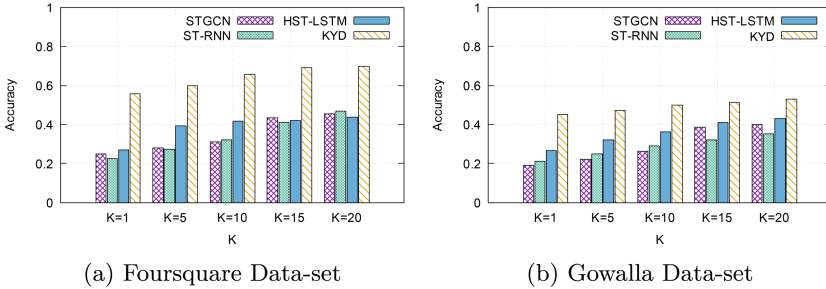 STGCN
ST-RNN
HST-LSTM
KYD
Accuracy
1
0.8
0.6
0.4
0.2
0
K=1 K=5 K=10 K=15 K=20
K
(a) Foursquare Data-set
STGCN
ST-RNN
HST-LSTM
KYD
Accuracy
1
0.8
0.6
0.4
0.2
0
K=1 K=5 K=10 K=15 K=20
K
(b) Gowalla Data-set